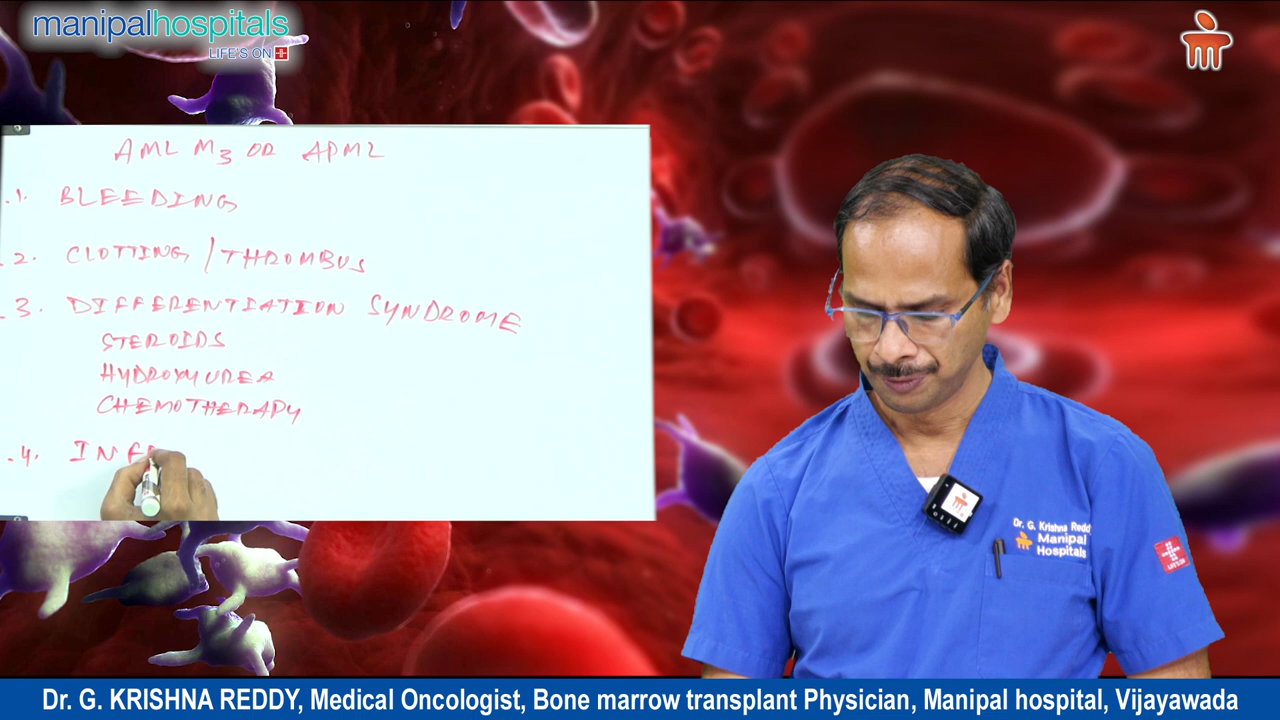 manipalhospitals
LIFE'S ON
AML M3 OR APML
.1. BLEEDING
.2. CLOTTING / THROMBUS
.3. DIFFERENTIATION SYNDROME
STEROIDS
HYDROXYUREA
CHEMOTHERAPY
.4. INF
Dr. G. Krishna Reddy
Manipal
Hospitals
Dr. G. KRISHNA REDDY, Medical Oncologist, Bone marrow transplant Physician, Manipal hospital, Vijayawada